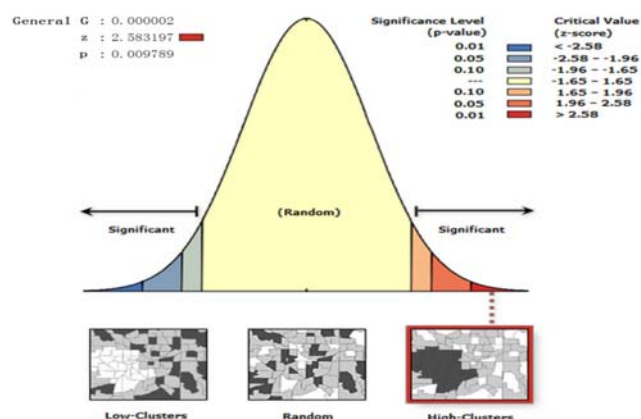 General G : 0.000002
z : 2.583197
p : 0.009789
Significance Level
(p-value)
Critical Value
(z-score)
0.01 < -2.58
0.05 -2.58 - -1.96
0.10 -1.96 - -1.65
--- -1.65 - 1.65
0.10 1.65 - 1.96
0.05 1.96 - 2.58
0.01 > 2.58
Significant
(Random)
Significant
Low-Clusters
Random
High-Clusters